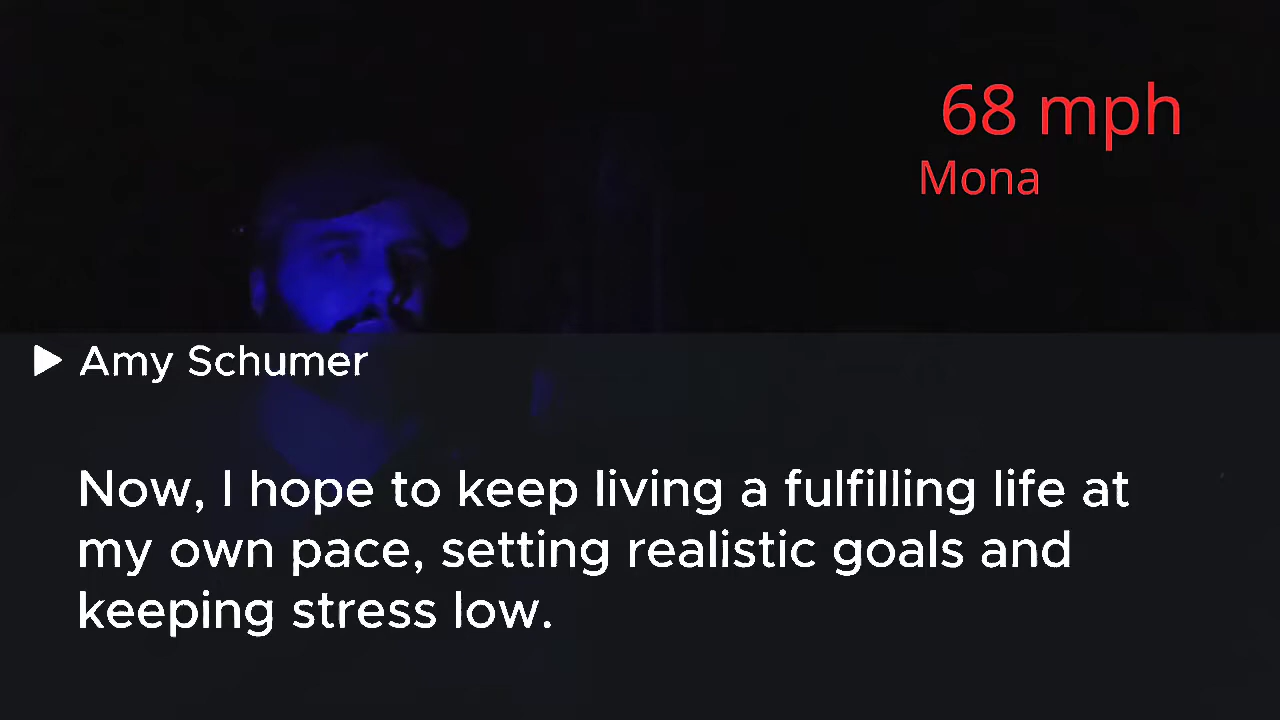 68 mph
Mona
Amy Schumer
Now, I hope to keep living a fulfilling life at
my own pace, setting realistic goals and
keeping stress low.